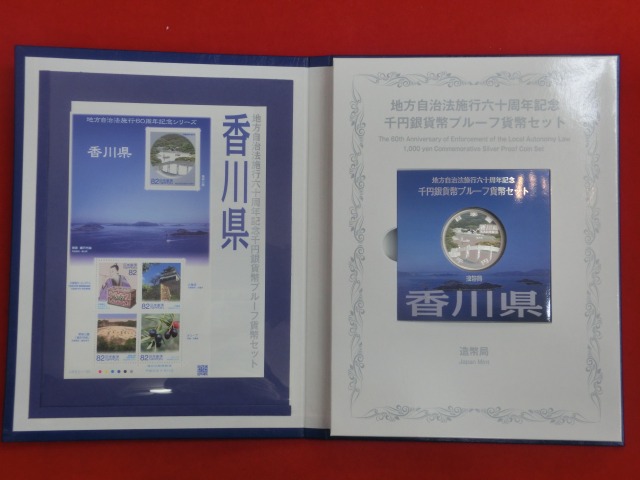 地方自治法施行60周年記念シリーズ
香川県
82
82
82
82
82
香川県
地方自治法施行六十周年記念千円銀貨幣プルーフ貨幣セット
地方自治法施行六十周年記念
千円銀貨幣プルーフ貨幣セット
The 60th Anniversary of Enforcement of the Local Autonomy Law
1,000 yen Commemorative Silver Proof Coin Set
地方自治法施行六十周年記念
千円銀貨幣プルーフ貨幣セット
香川県
造幣局
Japan Mint